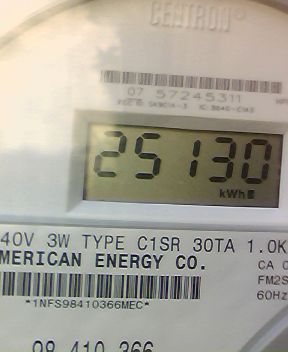 CENTRON®
07 57245311
25130
kWh
40V 3W TYPE C1SR 30TA 1.0K
MERICAN ENERGY CO.
CA 0
FM2S
*1NFS98410366MEC*
60Hz
98 410 366